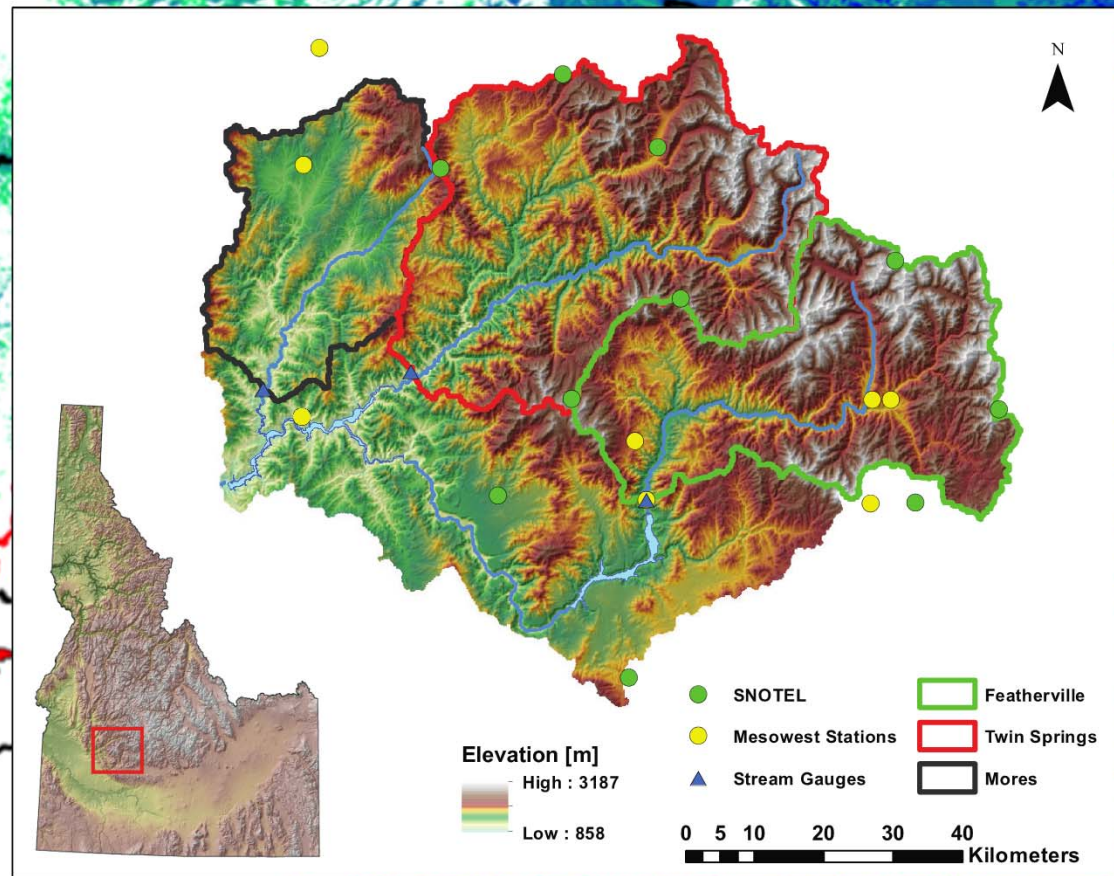 N
SNOTEL
Mesowest Stations
Stream Gauges
Featherville
Twin Springs
Mores
Elevation [m]
High : 3187
Low : 858
0 5 10 20 30 40
Kilometers